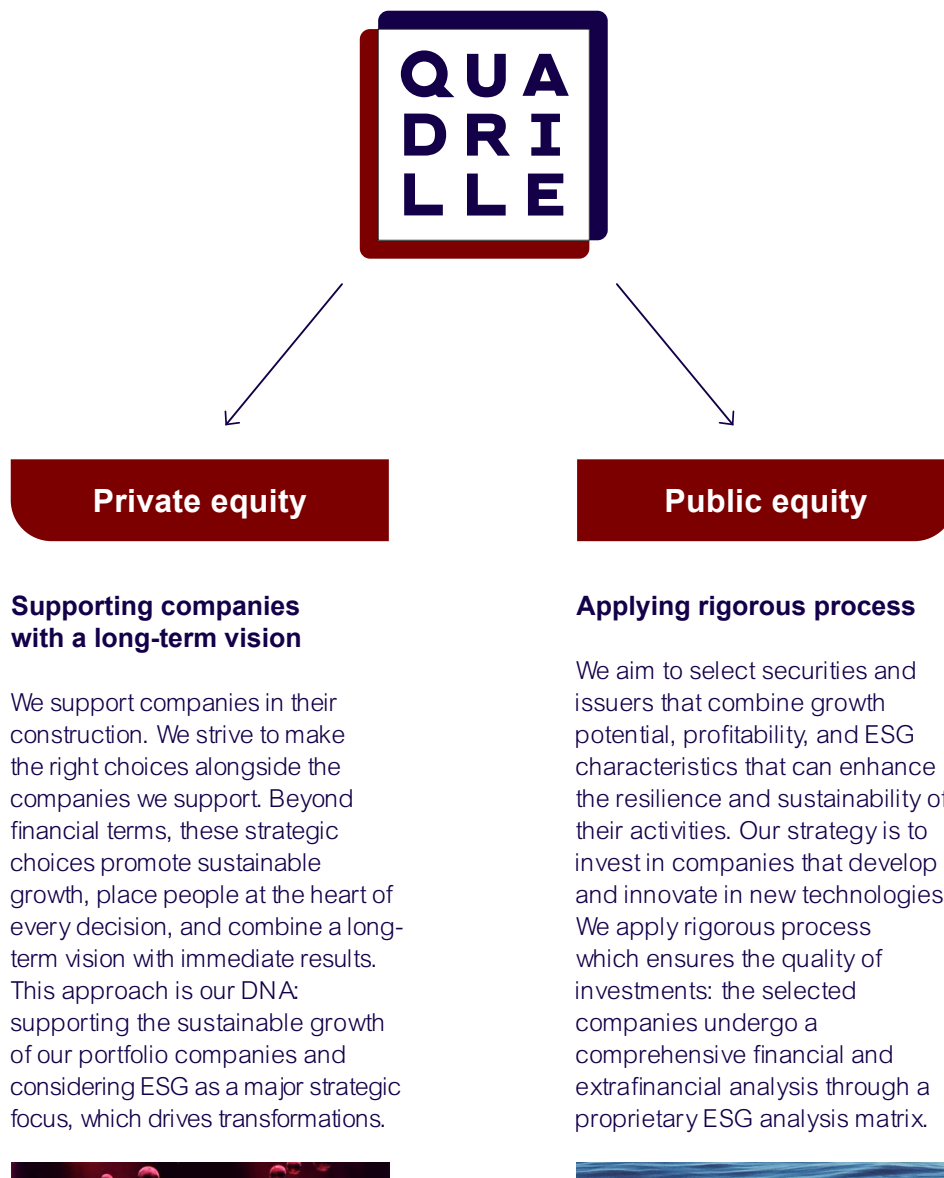 QUA
DRI
LLE
Private equity
Supporting companies
with a long-term vision
We support companies in their
construction. We strive to make
the right choices alongside the
companies we support. Beyond
financial terms, these strategic
choices promote sustainable
growth, place people at the heart of
every decision, and combine a long-
term vision with immediate results.
This approach is our DNA:
supporting the sustainable growth
of our portfolio companies and
considering ESG as a major strategic
focus, which drives transformations.
Public equity
Applying rigorous process
We aim to select securities and
issuers that combine growth
potential, profitability, and ESG
characteristics that can enhance
the resilience and sustainability of
their activities. Our strategy is to
invest in companies that develop
and innovate in new technologies
We apply rigorous process
which ensures the quality of
investments: the selected
companies undergo a
comprehensive financial and
extrafinancial analysis through a
proprietary ESG analysis matrix.